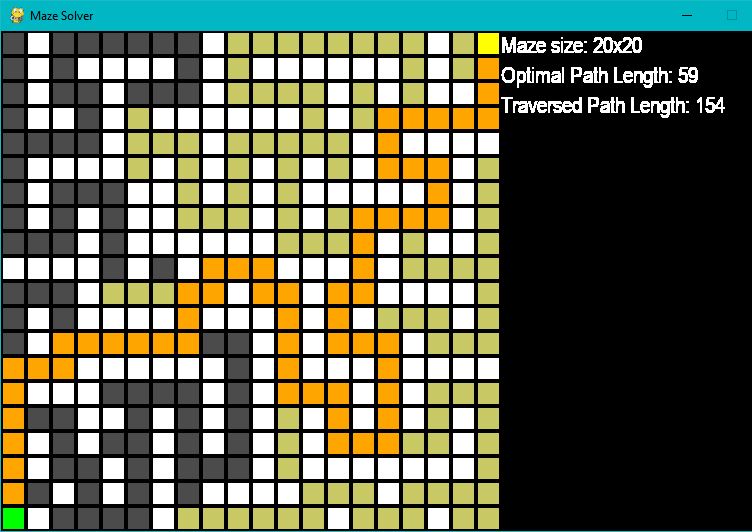 Maze Solver
Maze size: 20x20
Optimal Path Length: 59
Traversed Path Length: 154